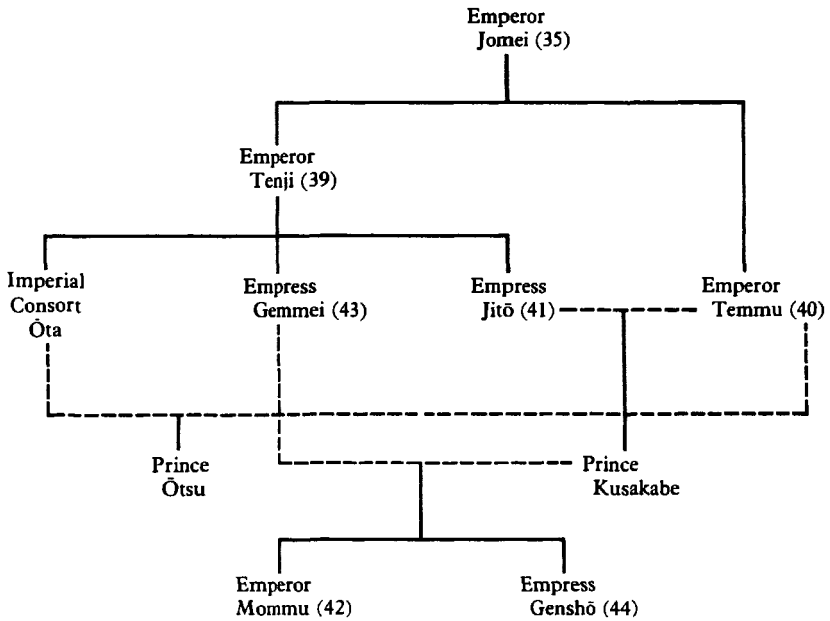 Emperor
Jomei (35)
Emperor
Tenji (39)
Imperial
Consort
Ōta
Empress
Gemmei (43)
Empress
Jitō (41)
Emperor
Temmu (40)
Prince
Ōtsu
Prince
Kusakabe
Emperor
Mommu (42)
Empress
Genshō (44)